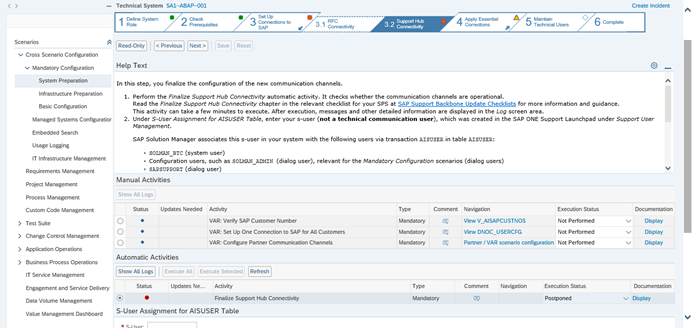 Technical System SA1-ABAP-001
Create Incident
1 Define System Role
2 Check Prerequisites
3 Set Up Connections to SAP
3.1 RFC Connectivity
3.2 Support Hub Connectivity
4 Apply Essential Corrections
5 Maintain Technical Users
6 Complete
Scenarios
Cross Scenario Configuration
Mandatory Configuration
System Preparation
Infrastructure Preparation
Basic Configuration
Managed Systems Configuration
Embedded Search
Usage Logging
IT Infrastructure Management
Requirements Management
Project Management
Process Management
Custom Code Management
Test Suite
Change Control Management
Application Operations
Business Process Operations
IT Service Management
Engagement and Service Delivery
Data Volume Management
Value Management Dashboard
Read-Only < Previous Next > Save Reset
Help Text
In this step, you finalize the configuration of the new communication channels.
1. Perform the Finalize Support Hub Connectivity automatic activity. It checks whether the communication channels are operational.
Read the Finalize Support Hub Connectivity chapter in the relevant checklist for your SPS at SAP Support Backbone Update Checklists for more information and guidance.
This activity can take a few minutes to execute. After execution, messages and other detailed information are displayed in the Log screen area.
2. Under S-User Assignment for AISUSER Table, enter your s-user (not a technical communication user), which was created in the SAP ONE Support Launchpad under Support User
Management.
SAP Solution Manager associates this s-user in your system with the following users via transaction AISUSER in table AISUSER:
• SOLMAN_BTC (system user)
• Configuration users, such as SOLMAN_ADMIN (dialog user), relevant for the Mandatory Configuration scenarios (dialog users)
• SAPSUPPORT (dialog user)
Manual Activities
Show All Logs
Status Updates Needed Activity Type Comment Navigation Execution Status Documentation
VAR: Verify SAP Customer Number Mandatory View V_AISAPCUSTNOS Not Performed Display
VAR: Set Up One Connection to SAP for All Customers Mandatory View DNOC_USERCFG Not Performed Display
VAR: Configure Partner Communication Channels Mandatory Partner / VAR scenario configuration Not Performed Display
Automatic Activities
Show All Logs Execute All Execute Selected Refresh
Status Updates Ne... Activity Type Comment Navigation Execution Status Documentation
Finalize Support Hub Connectivity Mandatory Postponed Display
S-User Assignment for AISUSER Table
* S-User: